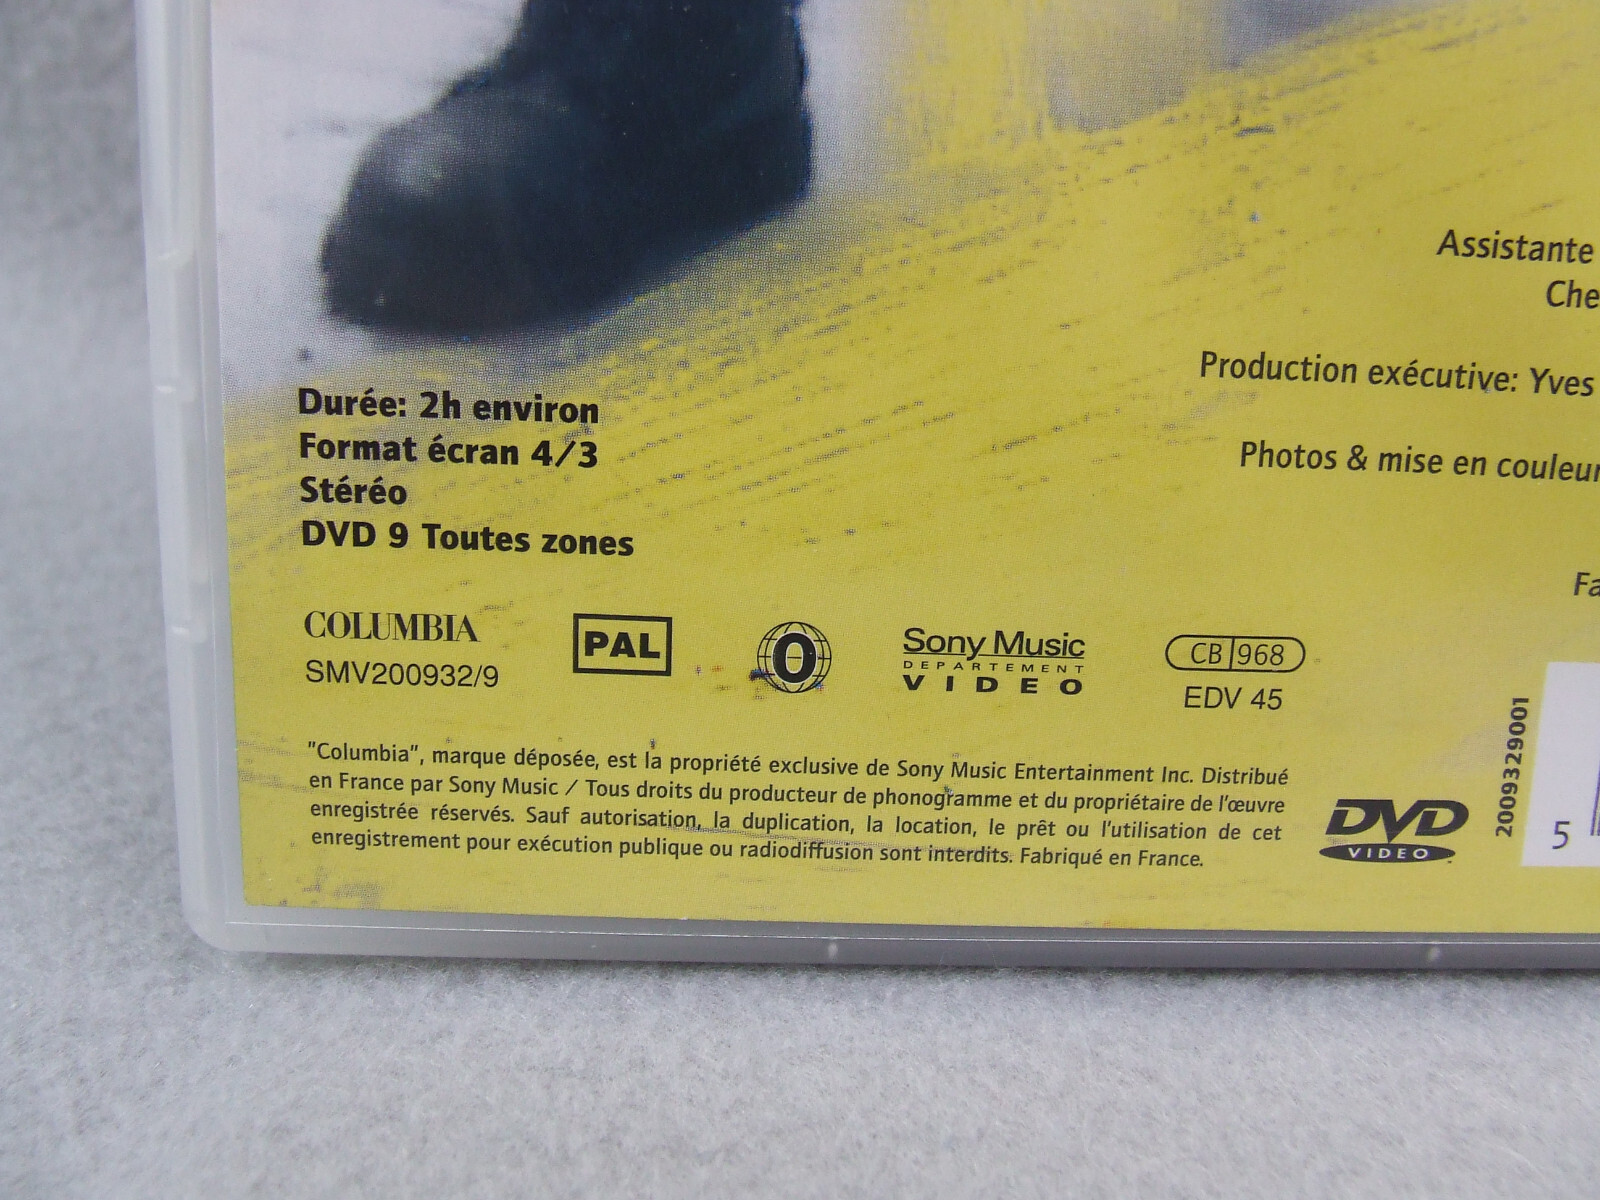 Assistante
Production exécutive: Yves
Photos & mise en couleur
Durée: 2h environ
Format écran 4/3
Stéréo
DVD 9 Toutes zones
COLUMBIA
SMV200932/9
PAL
0
Sony Music
DEPARTEMENT
VIDEO
CB 968
EDV 45
"Columbia", marque déposée, est la propriété exclusive de Sony Music Entertainment Inc. Distribué
en France par Sony Music / Tous droits du producteur de phonogramme et du propriétaire de l'œuvre
enregistrée réservés. Sauf autorisation, la duplication, la location, le prêt ou l'utilisation de cet
enregistrement pour exécution publique ou radiodiffusion sont interdits. Fabriqué en France.
DVD
VIDEO
2009329001
5